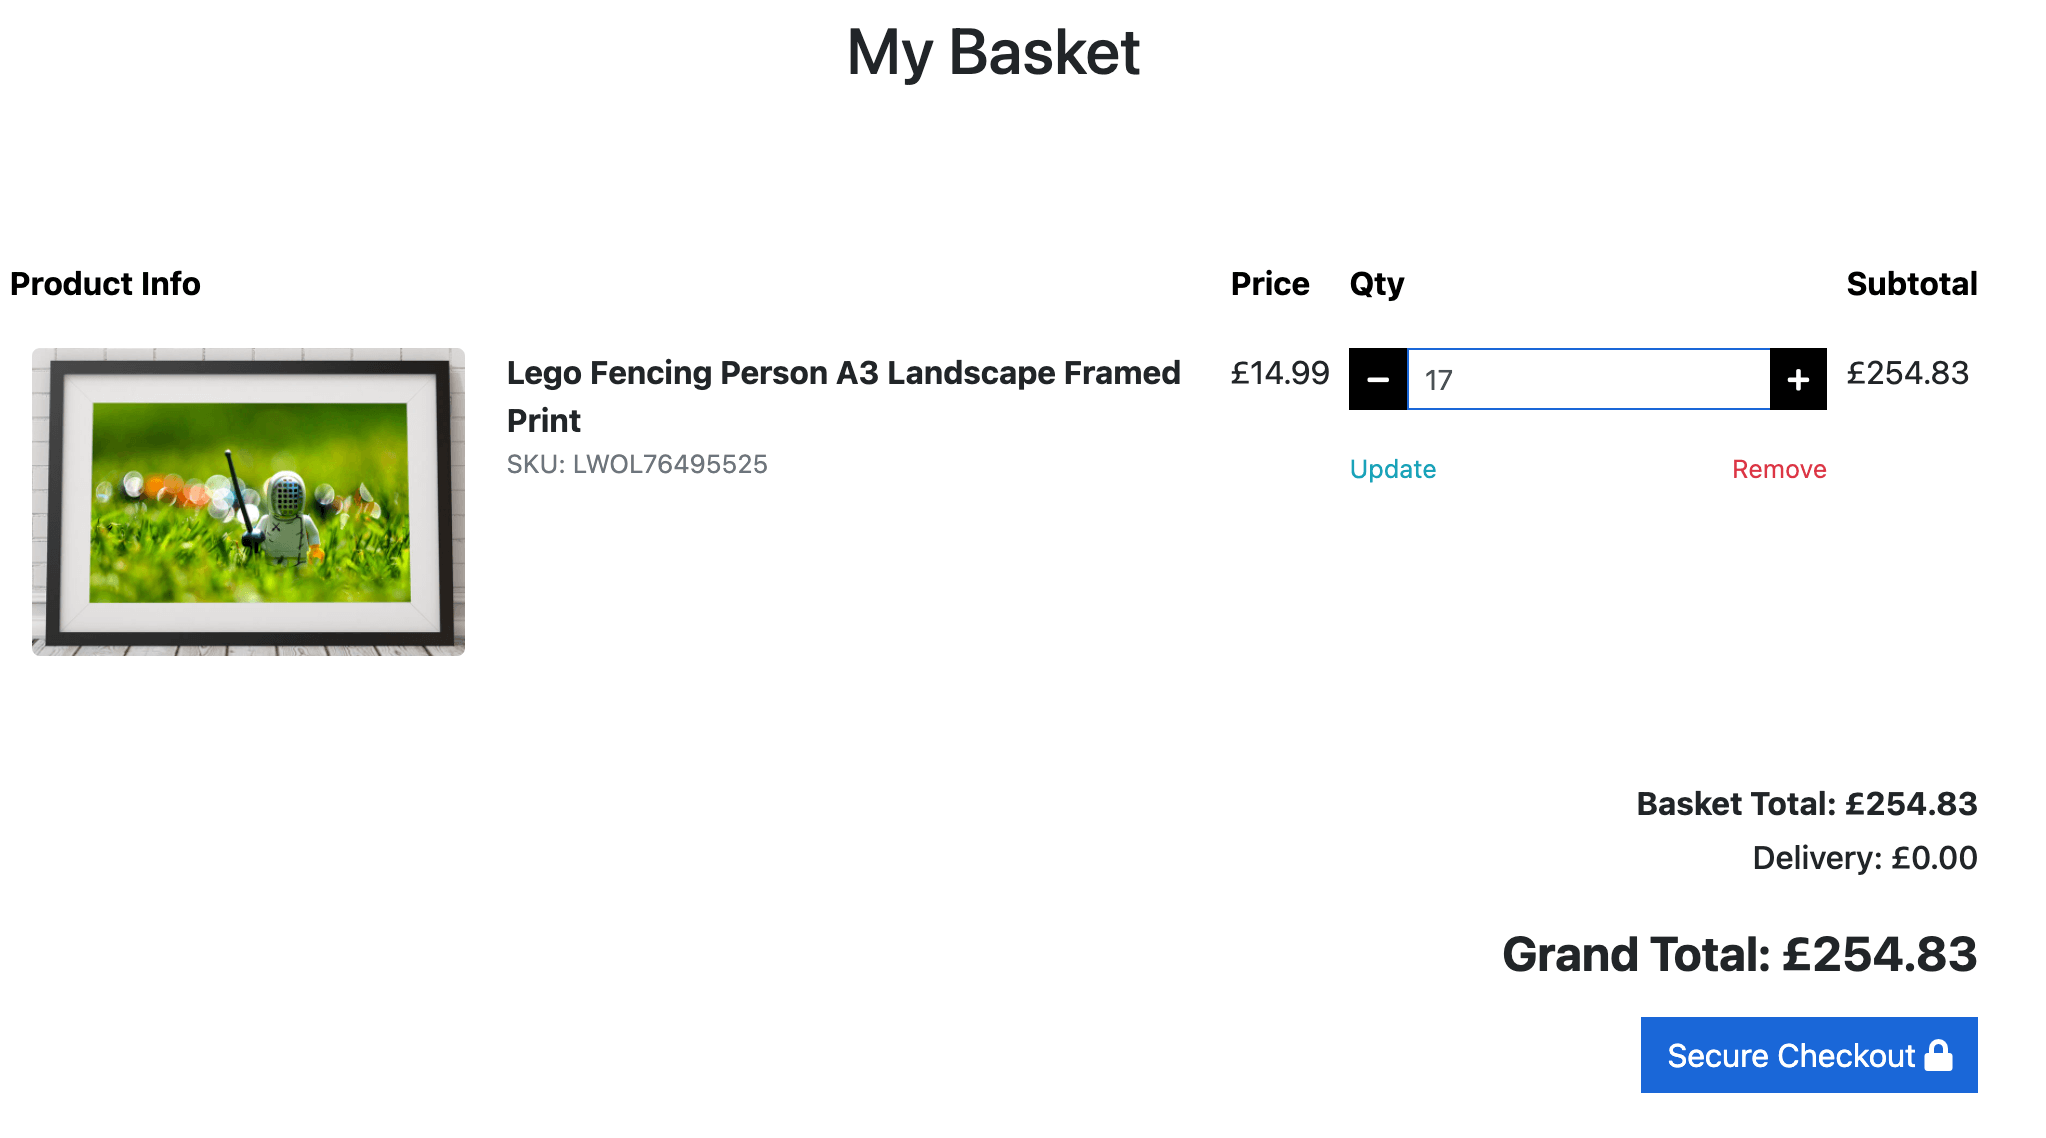 My Basket
Product Info Price Qty Subtotal
Lego Fencing Person A3 Landscape Framed
Print
SKU: LWOL76495525
£14.99
− 17 +
£254.83
Update Remove
Basket Total: £254.83
Delivery: £0.00
Grand Total: £254.83
Secure Checkout